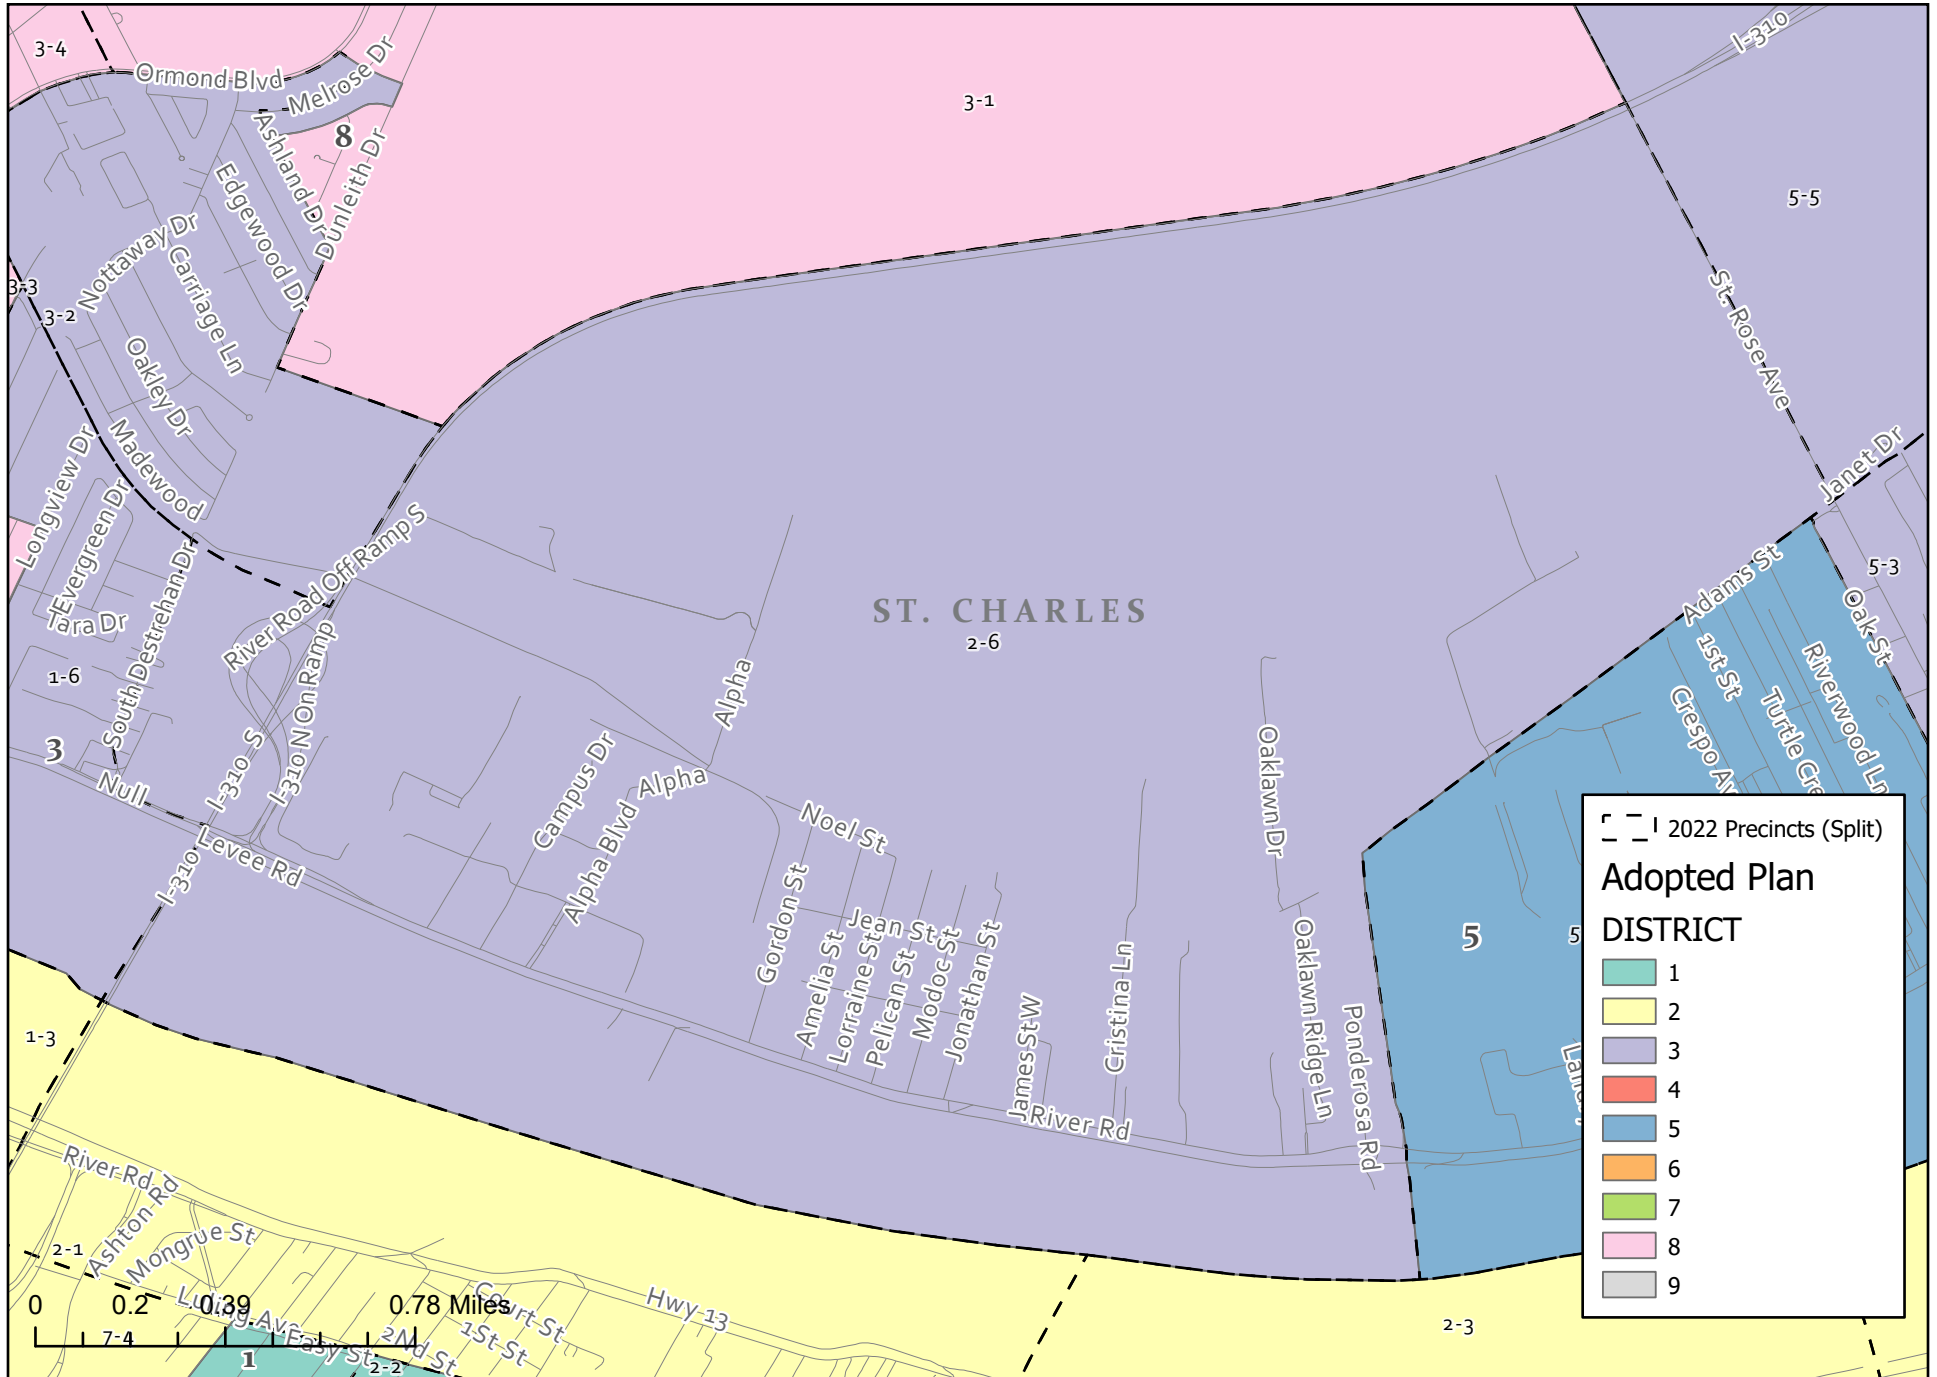 3-4
Ormond Blvd
Melrose Dr
8
3-1
I-310
Ashland Dr
Dunleith Dr
Edgewood Dr
5-5
Nottaway Dr
Carriage Ln
3-3
3-2
St. Rose Ave
Oakley Dr
Madewood
Longview Dr
Evergreen Dr
Janet Dr
River Road Off Ramp S
Tara Dr
South Destrehan Dr
ST. CHARLES
2-6
Adams St
5-3
Oak St
1st St
Riverwood Ln
1-6
I-310 N On Ramp
Alpha
Crespo Av
Turtle Cre
3
Null
I-310 S
Campus Dr
Alpha
Oaklawn Dr
Levee Rd
Alpha Blvd
Noel St
I-310
Gordon St
Jean St
Amelia St
Lorraine St
Pelican St
Modoc St
Jonathan St
James St W
Cristina Ln
Oaklawn Ridge Ln
Ponderosa Rd
5
5
River Rd
1-3
River Rd
Ashton Rd
Mongrue St
2-1
Luling Av
Easy St
2Nd St
1St St
Court St
Hwy 13
2-3
7-4
1
2-2
0
0.2
0.39
0.78 Miles
2022 Precincts (Split)
Adopted Plan
DISTRICT
1
2
3
4
5
6
7
8
9